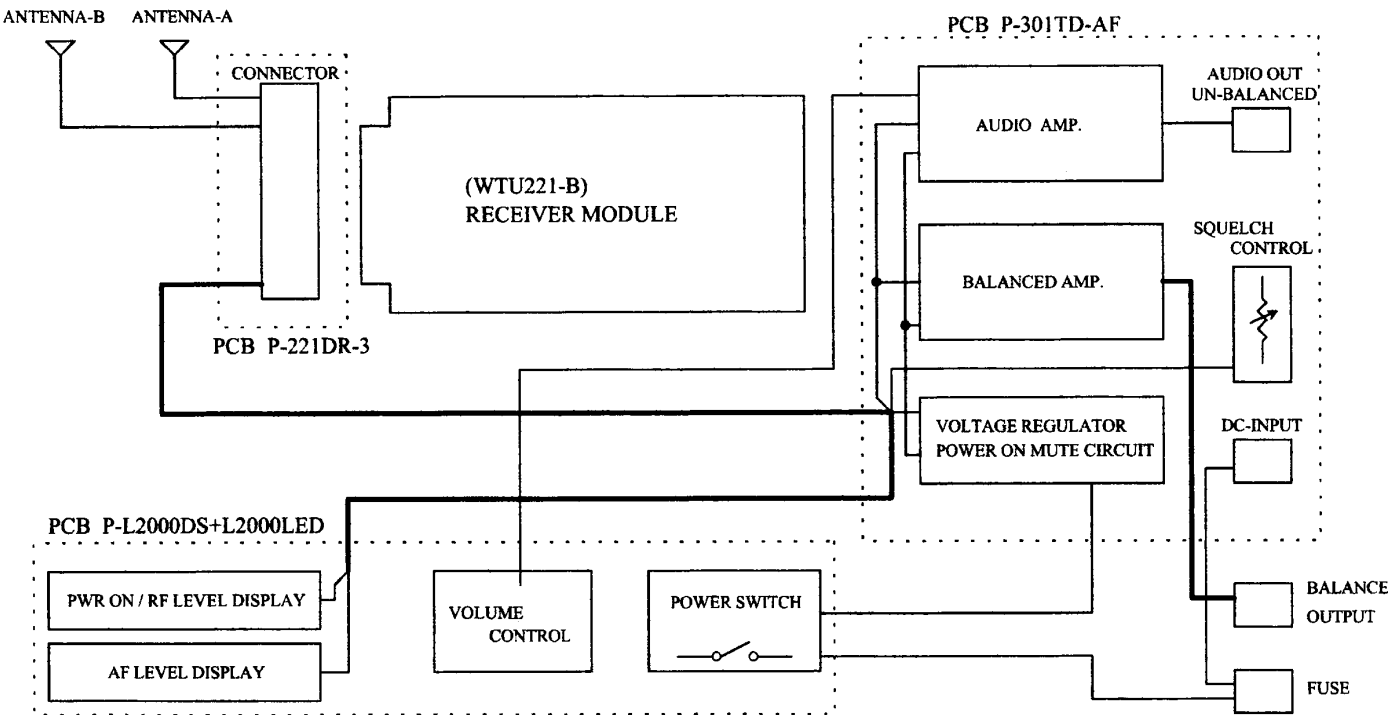 ANTENNA-B
ANTENNA-A
CONNECTOR
PCB P-221DR-3
(WTU221-B)
RECEIVER MODULE
PCB P-301TD-AF
AUDIO AMP.
AUDIO OUT
UN-BALANCED
BALANCED AMP.
SQUELCH
CONTROL
VOLTAGE REGULATOR
POWER ON MUTE CIRCUIT
DC-INPUT
PCB P-L2000DS+L2000LED
PWR ON / RF LEVEL DISPLAY
AF LEVEL DISPLAY
VOLUME
CONTROL
POWER SWITCH
BALANCE
OUTPUT
FUSE